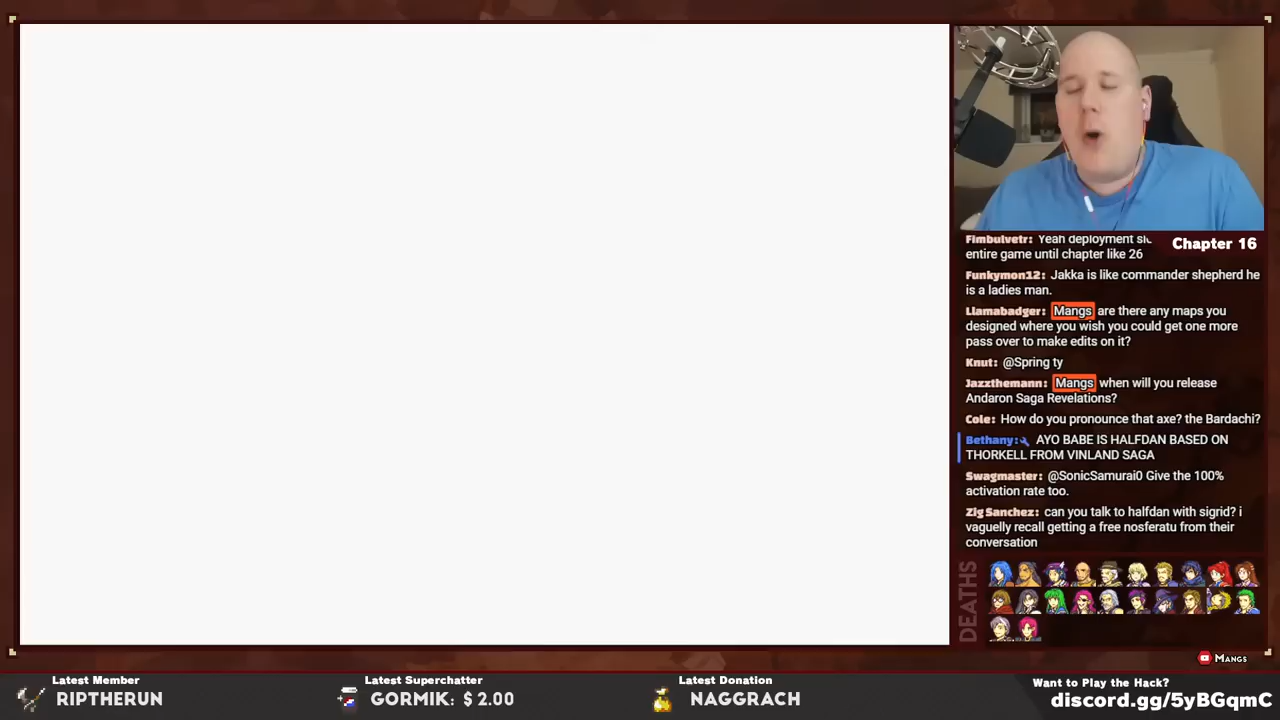 Fimbulvetr: Yeah deployment
entire game until chapter like 26
Chapter 16
Funkymon12: Jakka is like commander shepherd he
is a ladies man.
Llamabadger: Mangs are there any maps you
designed where you wish you could get one more
pass over to make edits on it?
Knut: @Spring ty
Jazzthemann: Mangs when will you release
Andaron Saga Revelations?
Cole: How do you pronounce that axe? the Bardachi?
Bethany: AYO BABE IS HALFDAN BASED ON
THORKELL FROM VINLAND SAGA
Swagmaster: @SonicSamurai0 Give the 100%
activation rate too.
Zig Sanchez: can you talk to halfdan with sigrid? i
vaguelly recall getting a free nosferatu from their
conversation
DEATHS
MANGS
Latest Member
RIPTHERUN
Latest Superchatter
GORMIK: $ 2.00
Latest Donation
NAGGRACH
Want to Play the Hack?
discord.gg/5yBGqmC